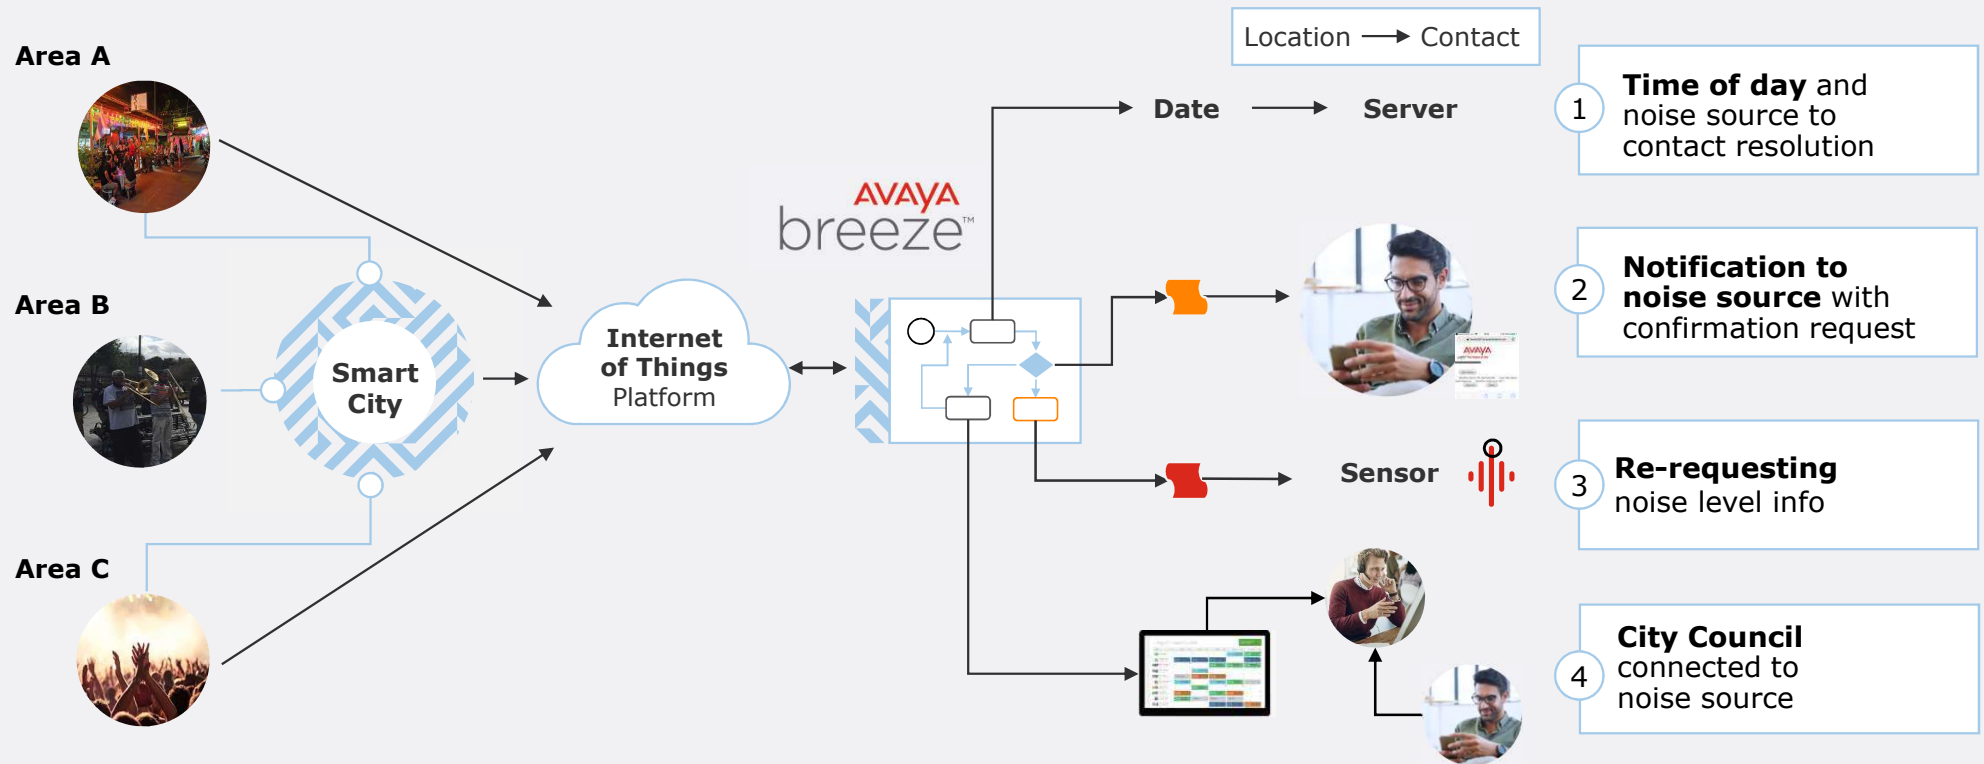 Location → Contact
Area A
Date → Server
1
Time of day and
noise source to
contact resolution
AVAYA
breeze™
Area B
Smart
City
Internet
of Things
Platform
2
Notification to
noise source with
confirmation request
AVAYA
Sensor
3
Re-requesting
noise level info
Area C
4
City Council
connected to
noise source